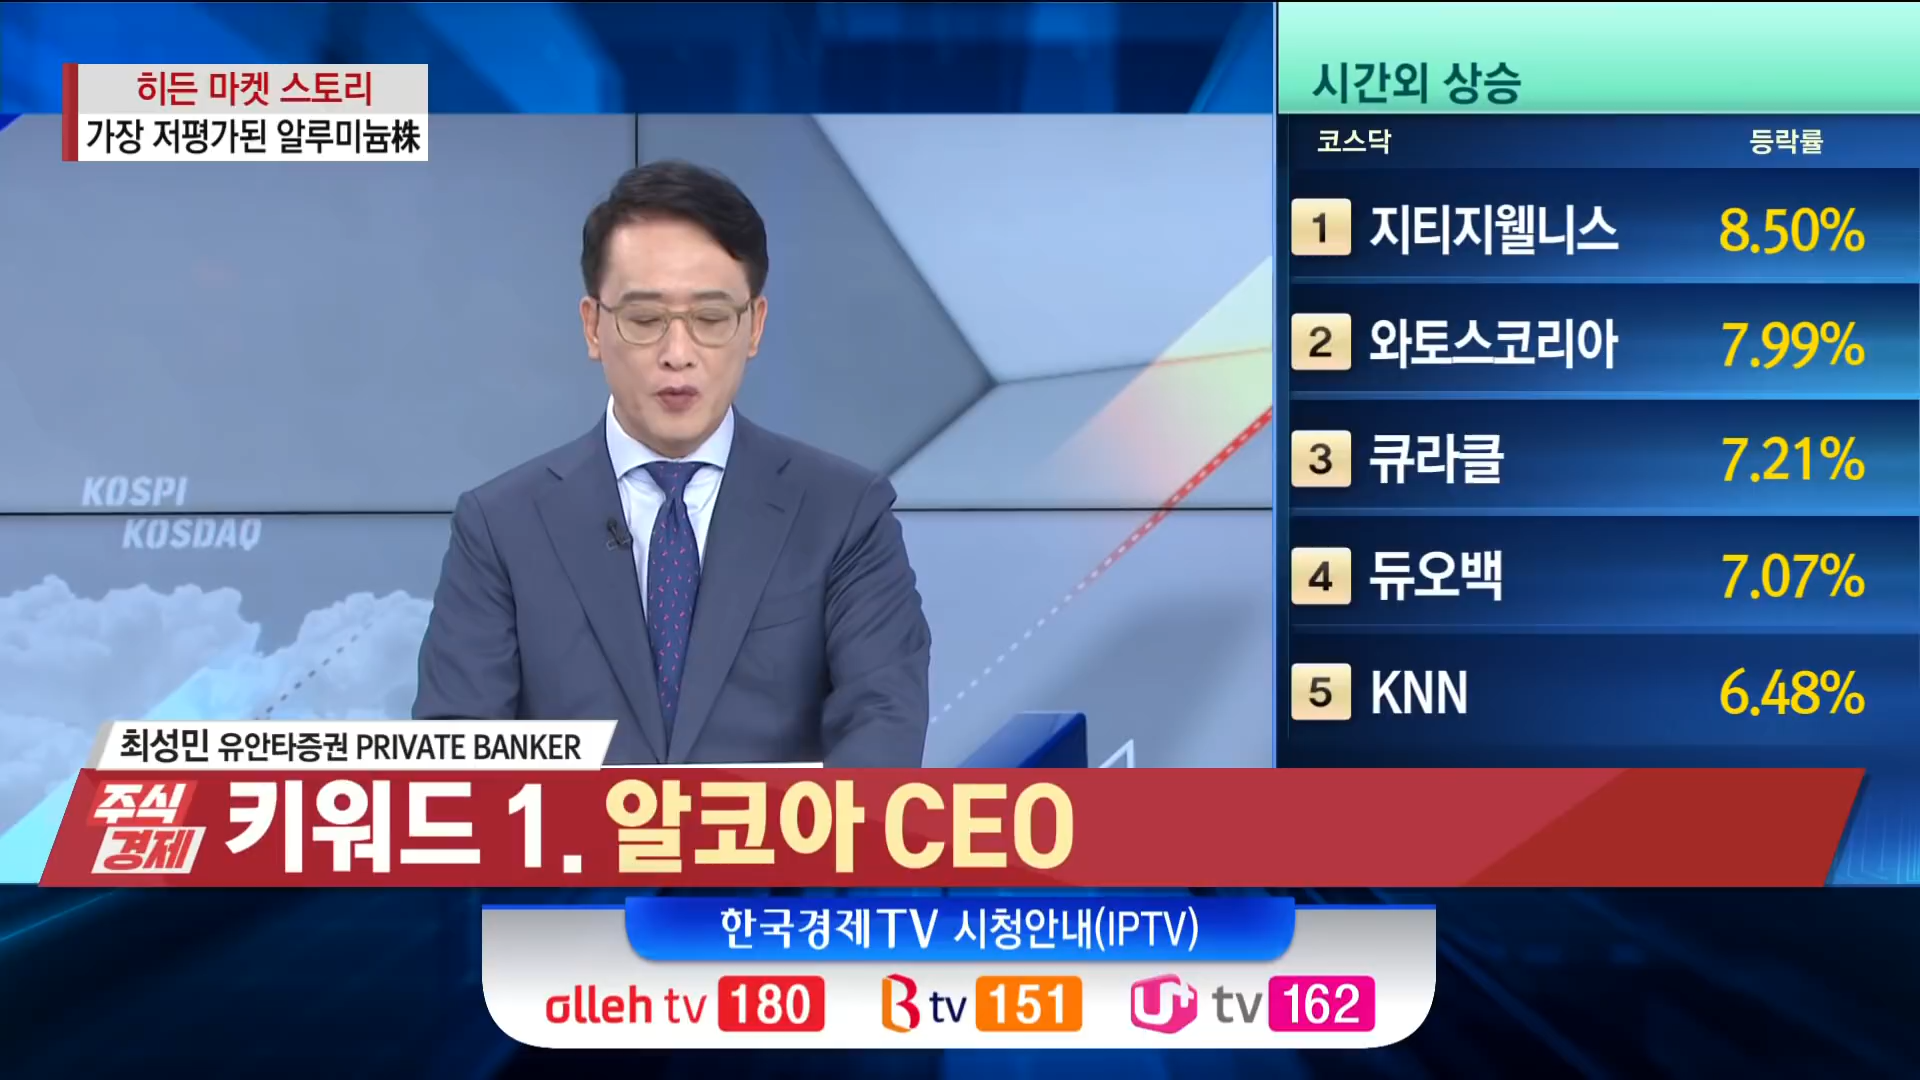 히든 마켓 스토리
가장 저평가된 알루미늄株
시간외 상승
코스닥 등락률
1 지티지웰니스 8.50%
2 와토스코리아 7.99%
3 큐라클 7.21%
4 듀오백 7.07%
5 KNN 6.48%
KOSPI
KOSDAQ
최성민 유안타증권 PRIVATE BANKER
주식
경제
키워드 1. 알코아 CEO
한국경제TV 시청안내(IPTV)
olleh tv 180 B tv 151 U+ tv 162